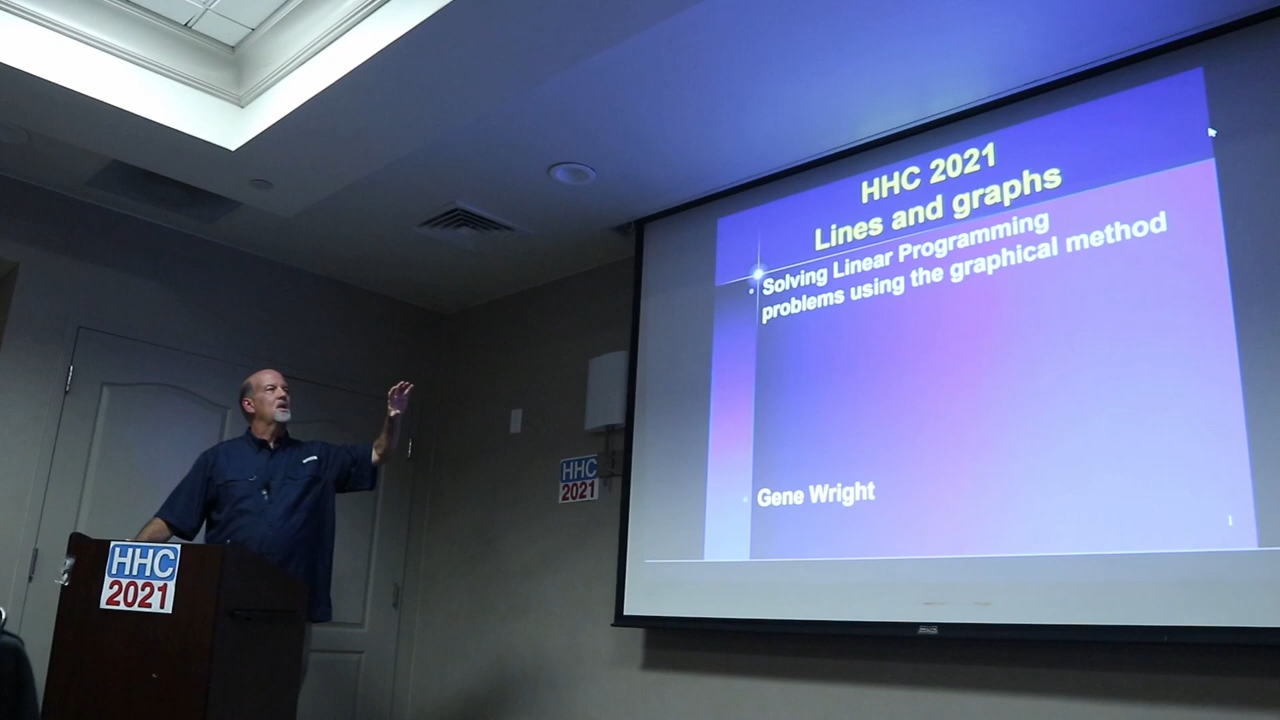 HHC 2021
Lines and graphs
Solving Linear Programming
problems using the graphical method
Gene Wright
HHC
2021
HHC
2021